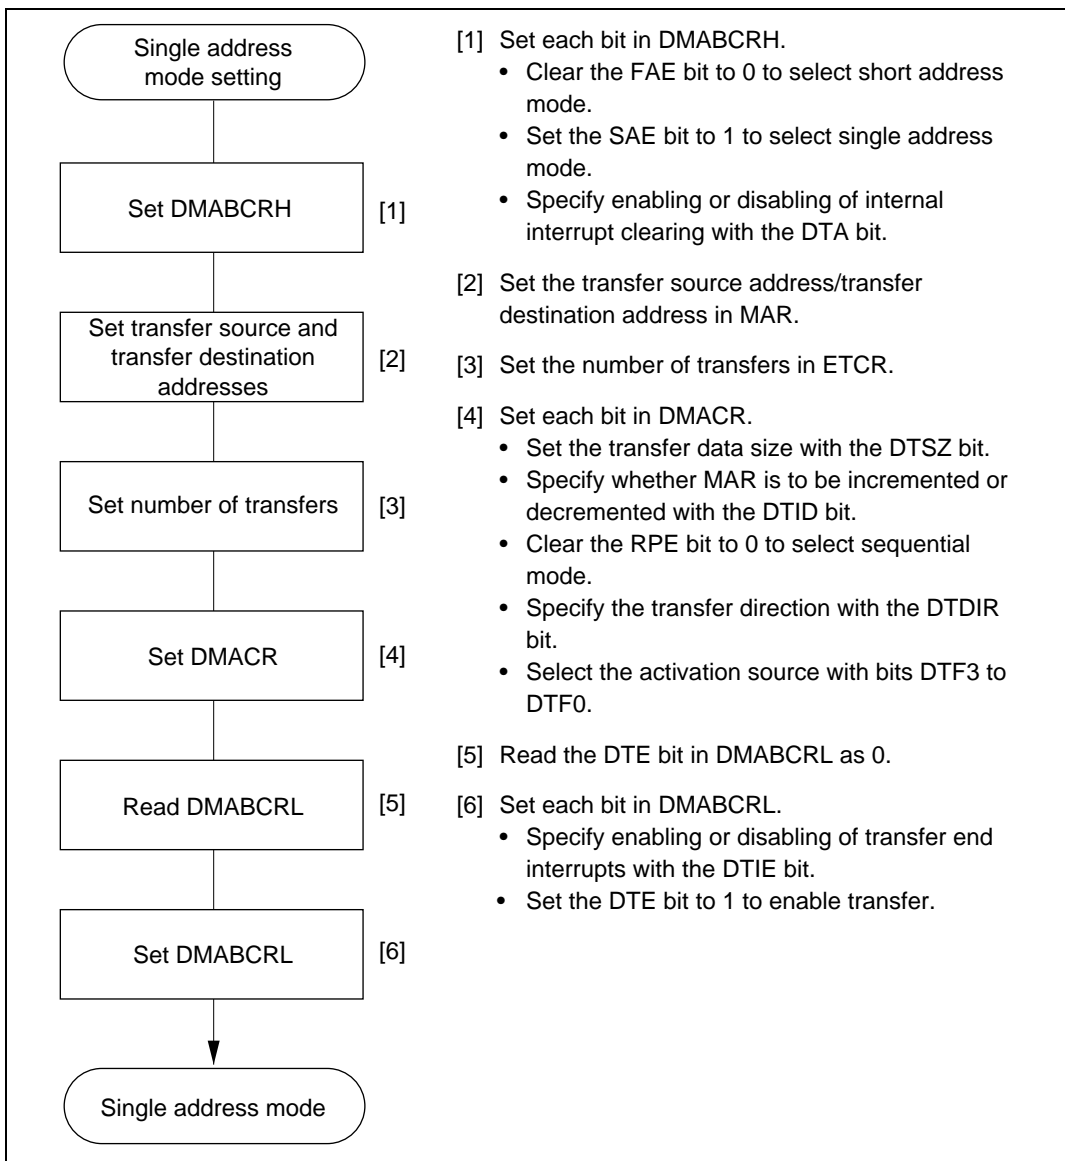 Single address
mode setting
Set DMABCRH [1]
Set transfer source and
transfer destination
addresses
[2]
Set number of transfers [3]
Set DMACR [4]
Read DMABCRL [5]
Set DMABCRL [6]
Single address mode
[1] Set each bit in DMABCRH.
• Clear the FAE bit to 0 to select short address
mode.
• Set the SAE bit to 1 to select single address
mode.
• Specify enabling or disabling of internal
interrupt clearing with the DTA bit.
[2] Set the transfer source address/transfer
destination address in MAR.
[3] Set the number of transfers in ETCR.
[4] Set each bit in DMACR.
• Set the transfer data size with the DTSZ bit.
• Specify whether MAR is to be incremented or
decremented with the DTID bit.
• Clear the RPE bit to 0 to select sequential
mode.
• Specify the transfer direction with the DTDIR
bit.
• Select the activation source with bits DTF3 to
DTF0.
[5] Read the DTE bit in DMABCRL as 0.
[6] Set each bit in DMABCRL.
• Specify enabling or disabling of transfer end
interrupts with the DTIE bit.
• Set the DTE bit to 1 to enable transfer.